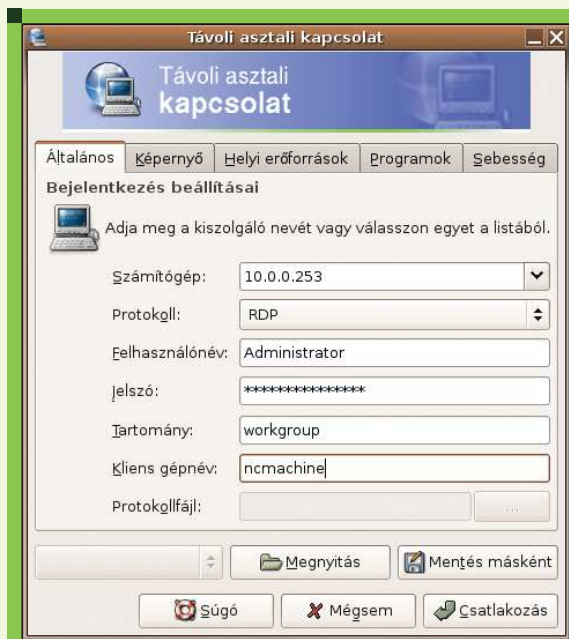 Távoli asztali kapcsolat
Távoli asztali
kapcsolat
Általános Képernyő Helyi erőforrások Programok Sebesség
Bejelentkezés beállításai
Adja meg a kiszolgáló nevét vagy válasszon egyet a listából.
Számítógép: 10.0.0.253
Protokoll: RDP
Felhasználónév: Administrator
Jelszó: ***************
Tartomány: workgroup
Kliens gépnév: ncmachine
Protokollfájl: ...
Megnyitás Mentés másként
Súgó Mégsem Csatlakozás